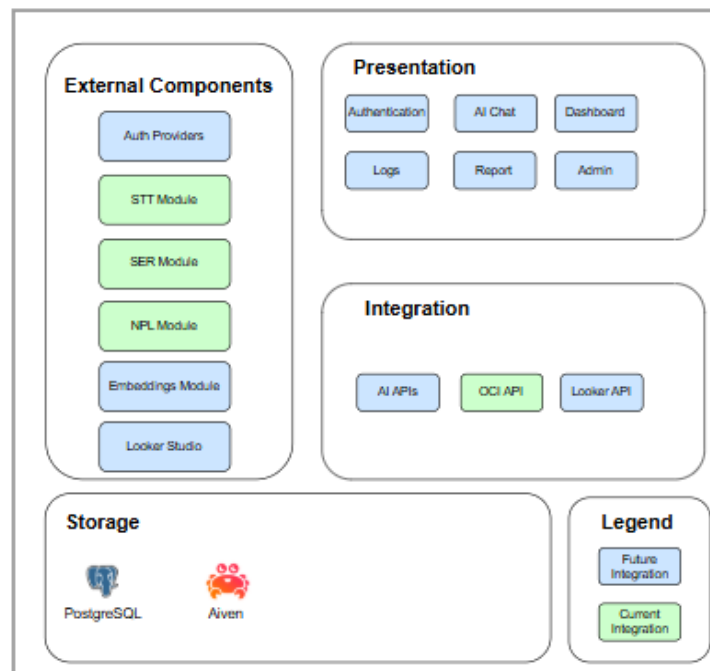 External Components
Auth Providers
STT Module
SER Module
NPL Module
Embeddings Module
Looker Studio
Presentation
Authentication
AI Chat
Dashboard
Logs
Report
Admin
Integration
AI APIs
OCI API
Looker API
Storage
PostgreSQL
Aiven
Legend
Future
Integration
Current
Integration